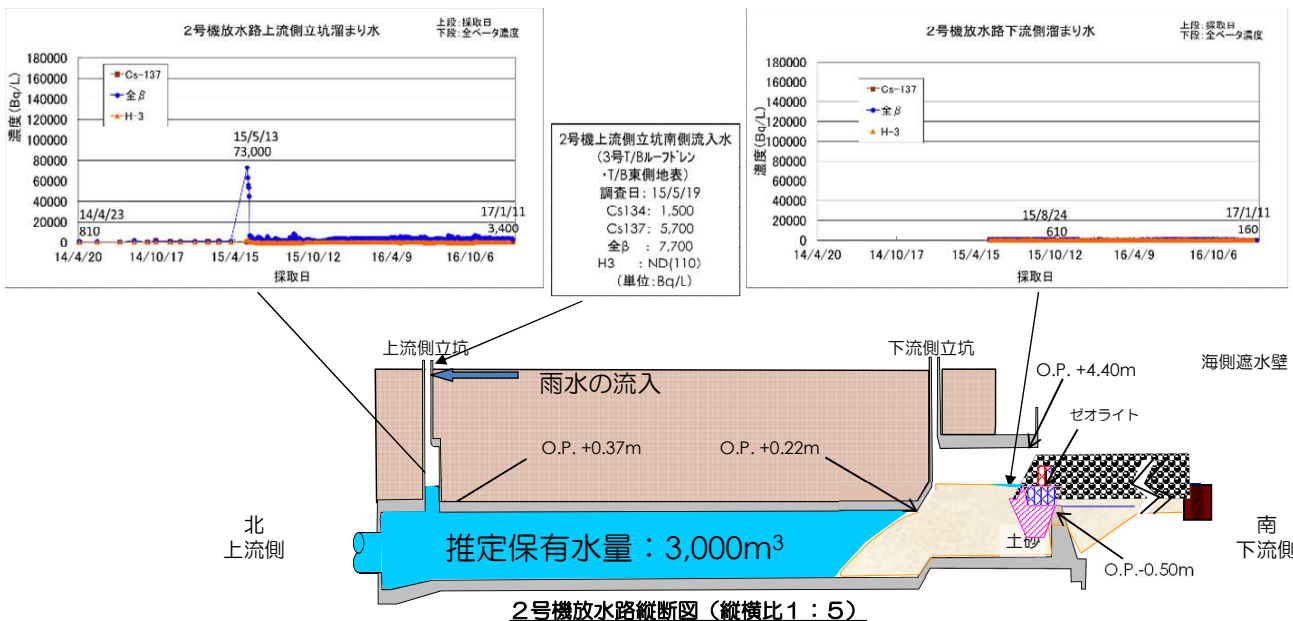 2号機放水路上流側立坑溜まり水
上段:採取日
下段:全ベータ濃度
濃度(Bq/L)
180000
160000
140000
120000
100000
80000
60000
40000
20000
0
Cs-137
全β
H-3
15/5/13
73,000
14/4/23
810
17/1/11
3,400
14/4/20
14/10/17
15/4/15
15/10/12
16/4/9
16/10/6
採取日
2号機上流側立坑南側流入水
(3号T/Bルーフドレン
・T/B東側地表)
調査日:15/5/19
Cs134: 1,500
Cs137: 5,700
全β : 7,700
H3 : ND(110)
(単位:Bq/L)
2号機放水路下流側溜まり水
上段:採取日
下段:全ベータ濃度
濃度(Bq/L)
180000
160000
140000
120000
100000
80000
60000
40000
20000
0
Cs-137
全β
H-3
15/8/24
610
17/1/11
160
14/4/20
14/10/17
15/4/15
15/10/12
16/4/9
16/10/6
採取日
上流側立坑
下流側立坑
海側遮水壁
O.P. +4.40m
雨水の流入
ゼオライト
O.P. +0.37m
O.P. +0.22m
北
上流側
推定保有水量:3,000m³
土砂
南
下流側
O.P.-0.50m
2号機放水路縦断図(縦横比1:5)